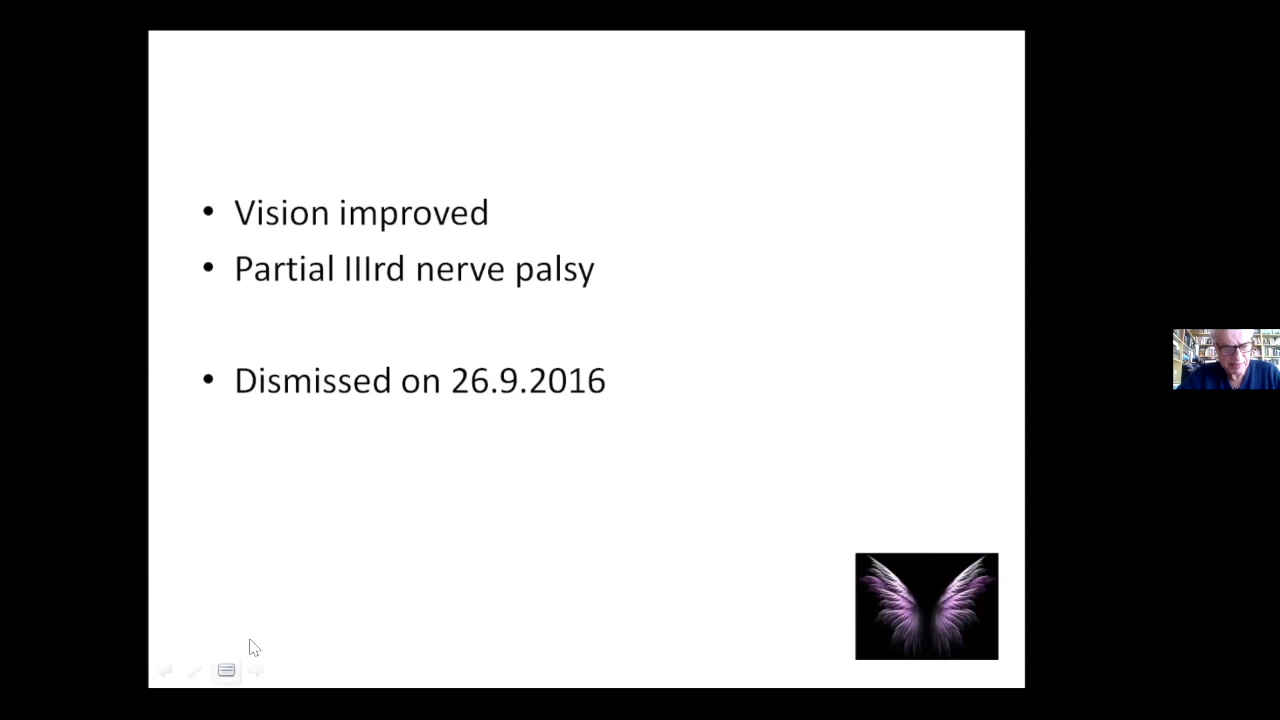 • Vision improved
• Partial IIIrd nerve palsy
• Dismissed on 26.9.2016